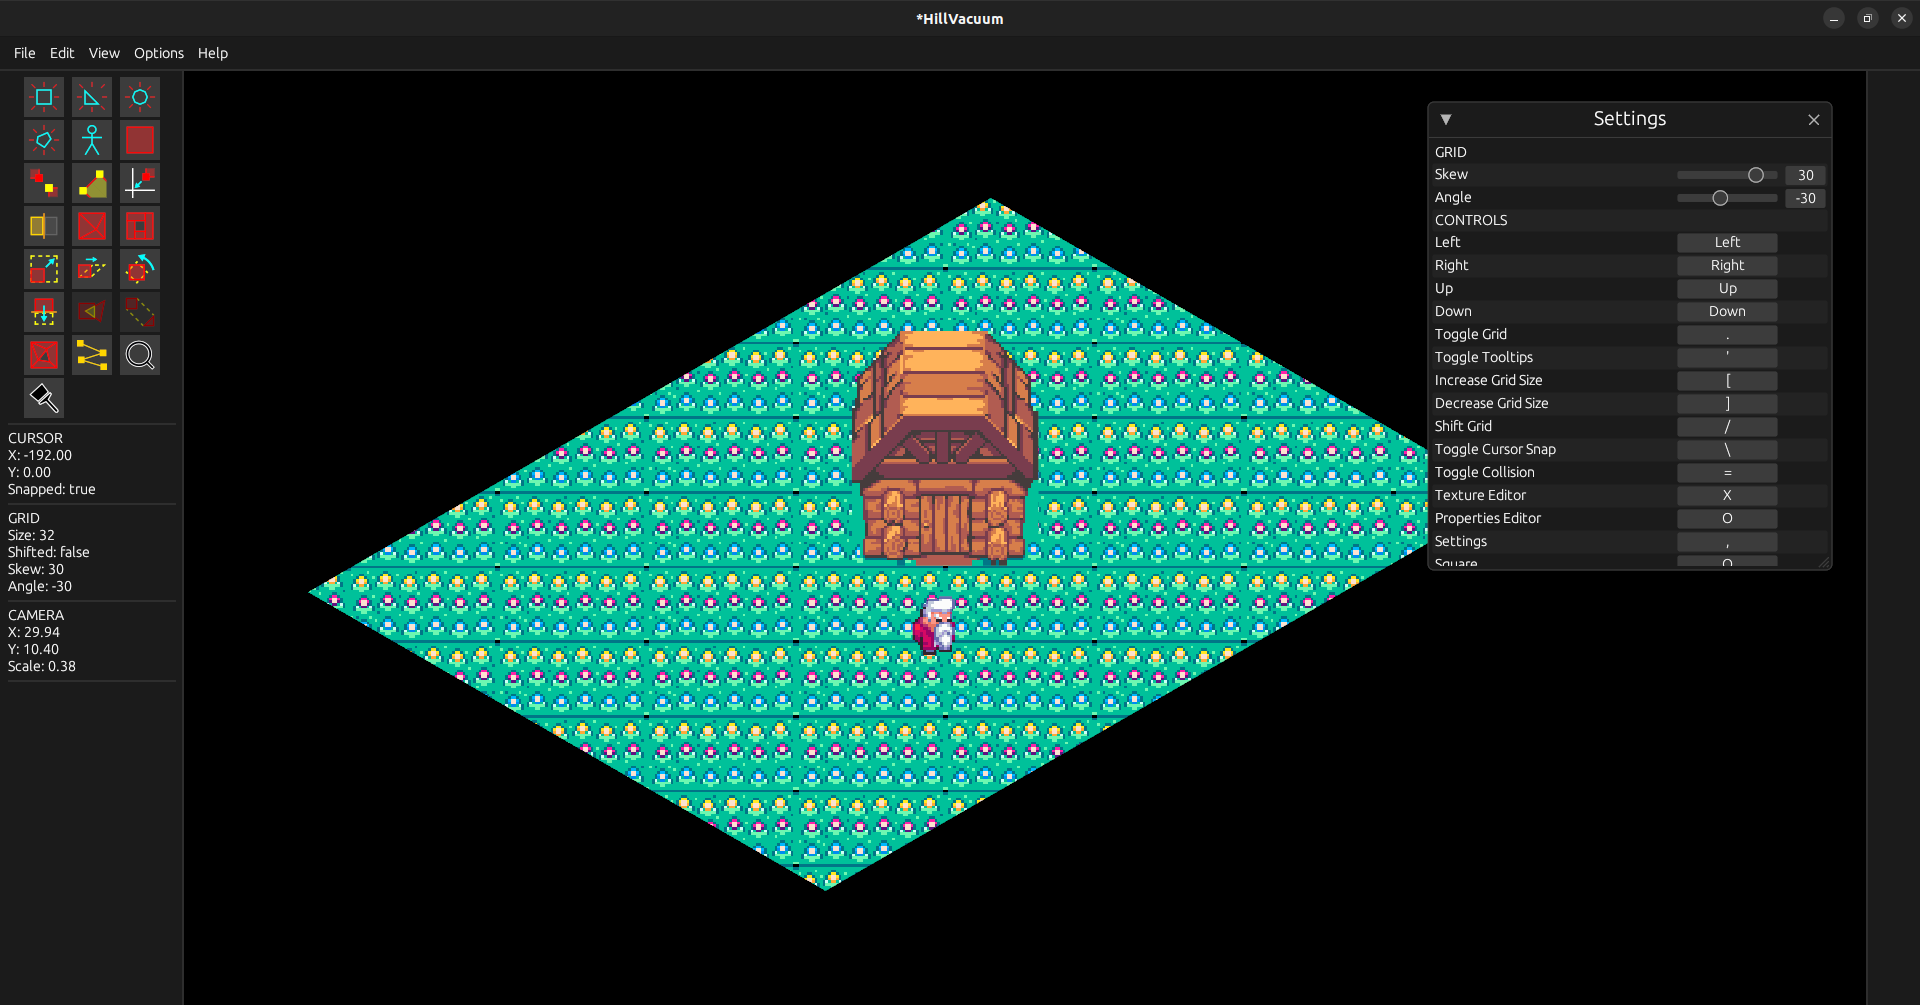 *HillVacuum
File Edit View Options Help
CURSOR
X: -192.00
Y: 0.00
Snapped: true
GRID
Size: 32
Shifted: false
Skew: 30
Angle: -30
CAMERA
X: 29.94
Y: 10.40
Scale: 0.38
Settings
GRID
Skew 30
Angle -30
CONTROLS
Left Left
Right Right
Up Up
Down Down
Toggle Grid .
Toggle Tooltips '
Increase Grid Size [
Decrease Grid Size ]
Shift Grid /
Toggle Cursor Snap \
Toggle Collision =
Texture Editor X
Properties Editor O
Settings ,
Square